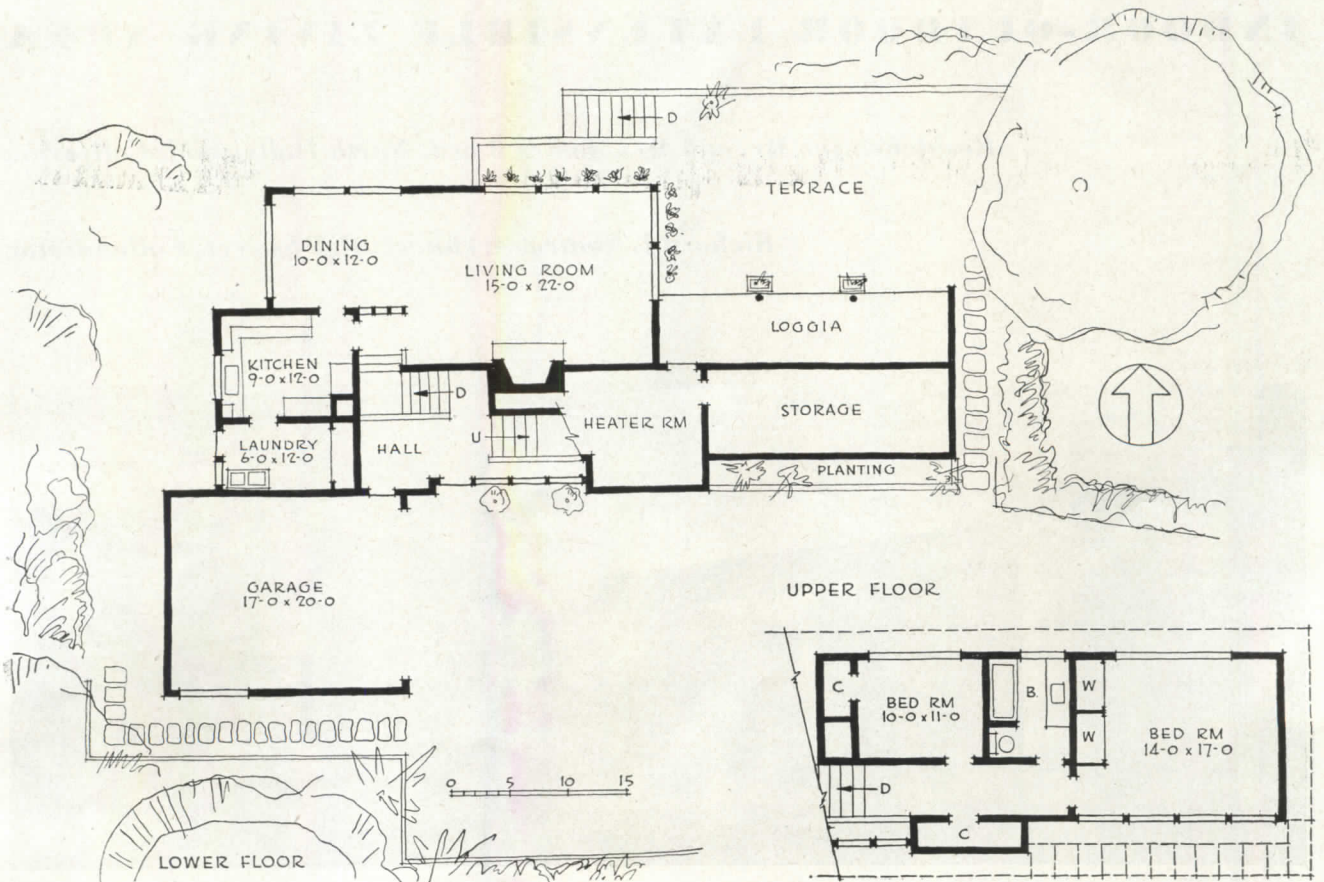 D
TERRACE
DINING
10-0 x 12-0
LIVING ROOM
15-0 x 22-0
LOGGIA
KITCHEN
9-0 x 12-0
D
STORAGE
HEATER RM
U
HALL
LAUNDRY
6-0 x 12-0
PLANTING
GARAGE
17-0 x 20-0
UPPER FLOOR
C
BED RM
10-0 x 11-0
B.
W
W
BED RM
14-0 x 17-0
D
C
0 5 10 15
LOWER FLOOR